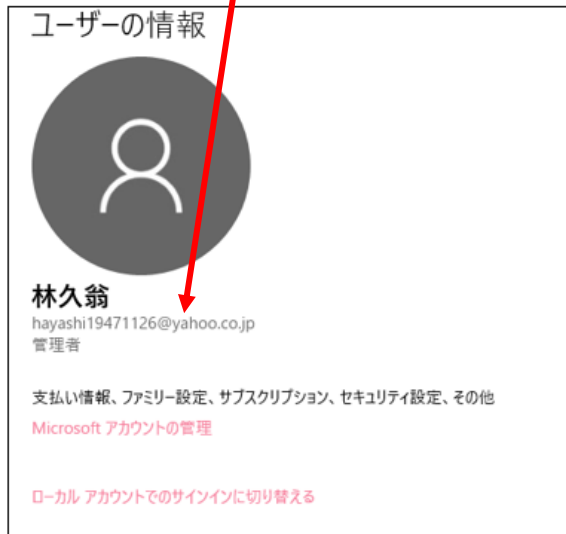 ユーザーの情報
林久翁
hayashi19471126@yahoo.co.jp
管理者
支払い情報、ファミリー設定、サブスクリプション、セキュリティ設定、その他
Microsoft アカウントの管理
ローカル アカウントでのサインインに切り替える